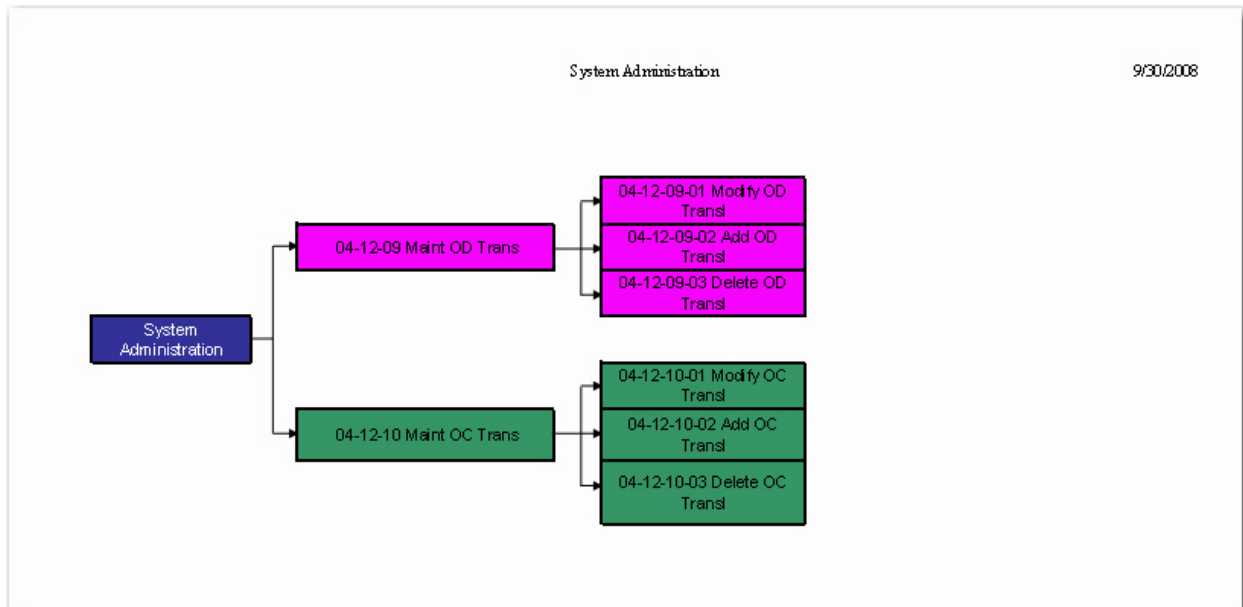 System Administration
9/30/2008
04-12-09-01 Modify OD
Transl
04-12-09 Maint OD Trans
04-12-09-02 Add OD
Transl
04-12-09-03 Delete OD
Transl
System
Administration
04-12-10-01 Modify OC
Transl
04-12-10 Maint OC Trans
04-12-10-02 Add OC
Transl
04-12-10-03 Delete OC
Transl